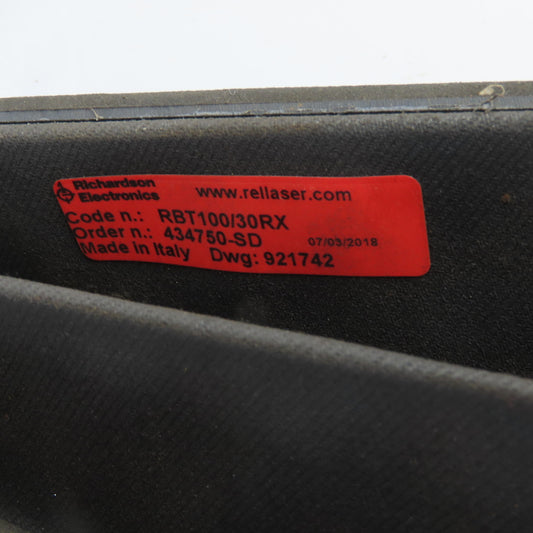 Richardson
Electronics
www.rellaser.com
Code n.: RBT100/30RX
Order n.: 434750-SD 07/03/2018
Made in Italy Dwg: 921742